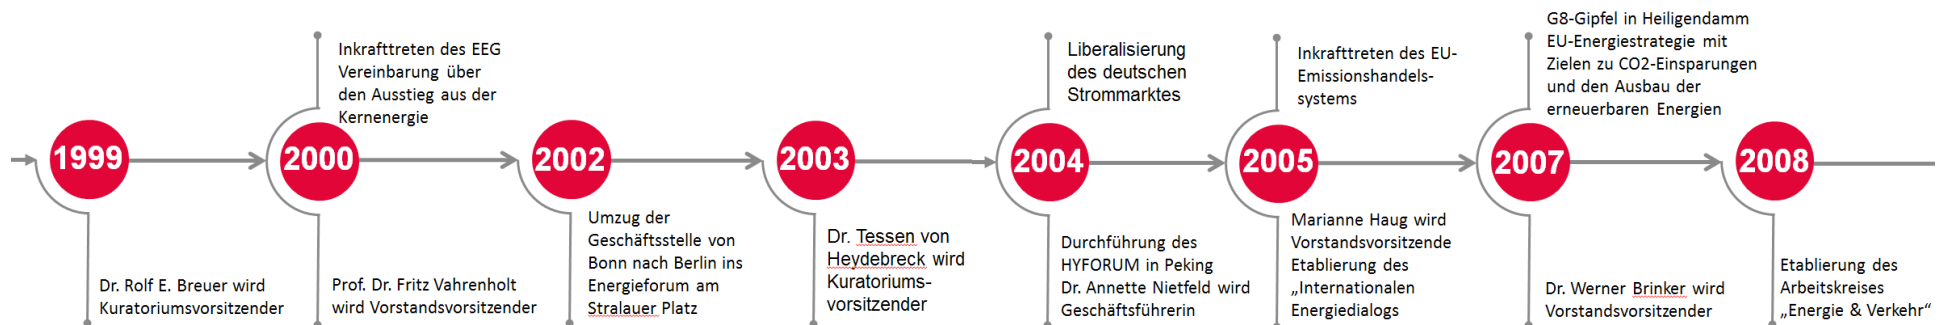 1999
Dr. Rolf E. Breuer wird
Kuratoriumsvorsitzender
Inkrafttreten des EEG
Vereinbarung über
den Ausstieg aus der
Kernenergie
2000
Prof. Dr. Fritz Vahrenholt
wird Vorstandsvorsitzender
2002
Umzug der
Geschäftsstelle von
Bonn nach Berlin ins
Energieforum am
Stralauer Platz
2003
Dr. Tessen von
Heydebreck wird
Kuratoriums-
vorsitzender
Liberalisierung
des deutschen
Strommarktes
2004
Durchführung des
HYFORUM in Peking
Dr. Annette Nietfeld wird
Geschäftsführerin
Inkrafttreten des EU-
Emissionshandels-
systems
2005
Marianne Haug wird
Vorstandsvorsitzende
Etablierung des
„Internationalen
Energiedialogs
G8-Gipfel in Heiligendamm
EU-Energiestrategie mit
Zielen zu CO2-Einsparungen
und den Ausbau der
erneuerbaren Energien
2007
Dr. Werner Brinker wird
Vorstandsvorsitzender
2008
Etablierung des
Arbeitskreises
„Energie & Verkehr“